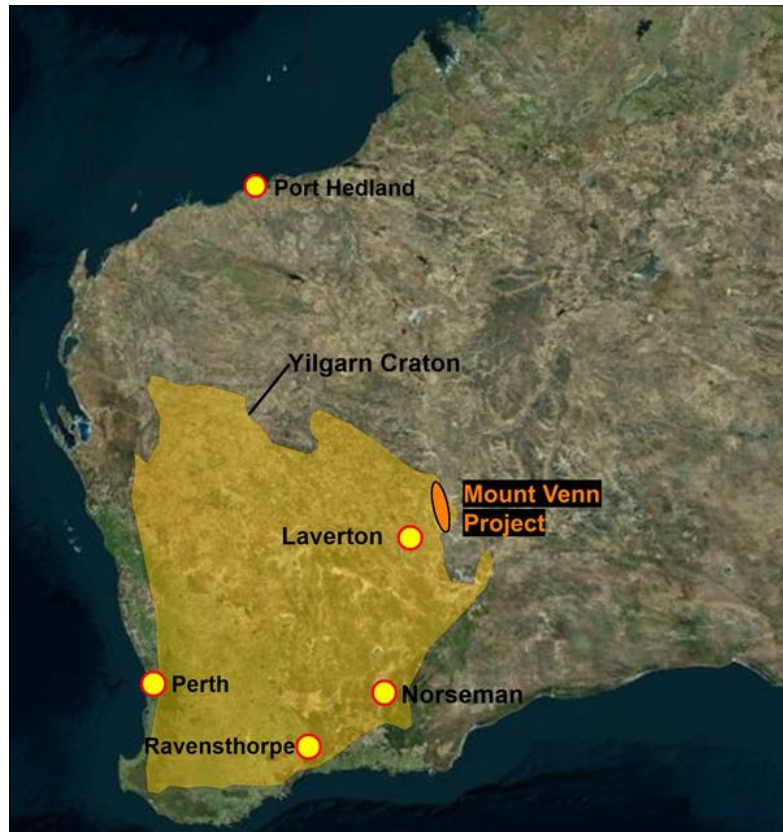 Port Hedland
Yilgarn Craton
Mount Venn
Project
Laverton
Perth
Norseman
Ravensthorpe